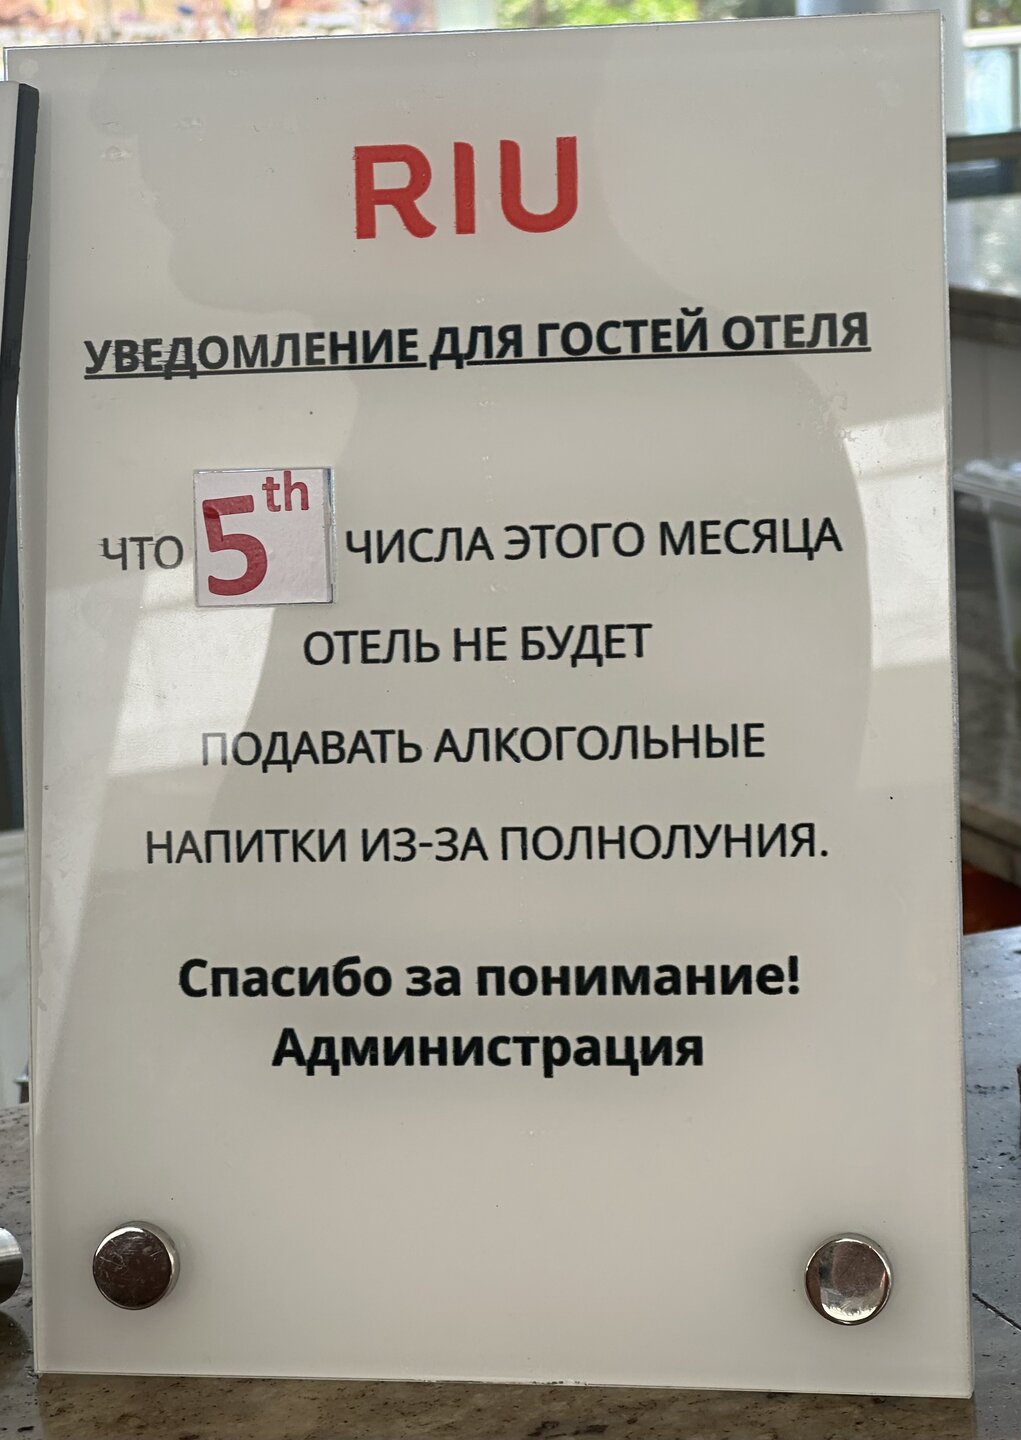 RIU
УВЕДОМЛЕНИЕ ДЛЯ ГОСТЕЙ ОТЕЛЯ
ЧТО 5th ЧИСЛА ЭТОГО МЕСЯЦА
ОТЕЛЬ НЕ БУДЕТ
ПОДАВАТЬ АЛКОГОЛЬНЫЕ
НАПИТКИ ИЗ-ЗА ПОЛНОЛУНИЯ.
Спасибо за понимание!
Администрация